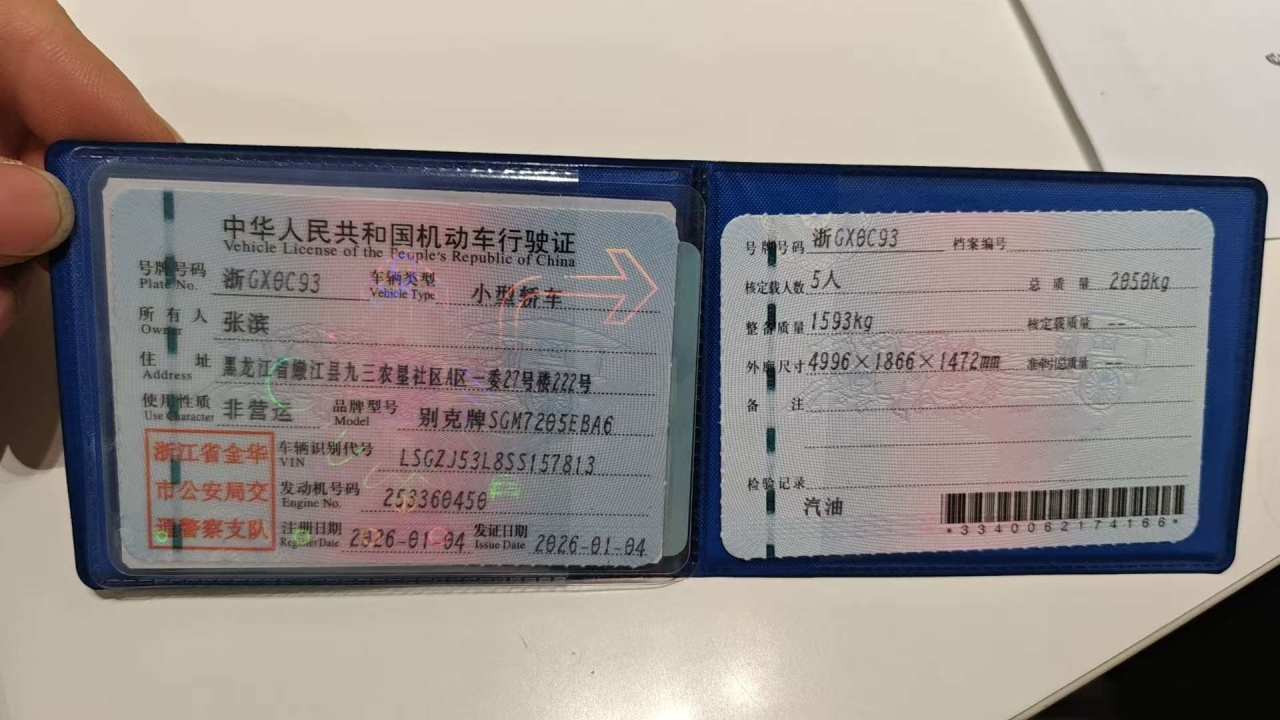 中华人民共和国机动车行驶证
Vehicle License of the People's Republic of China
号牌号码 浙GX0C93 车辆类型 小型轿车
Plate No. Vehicle Type
所有人 张滨
Owner
住址 黑龙江省嫩江县九三农垦社区A区一委27号楼222号
Address
使用性质 非营运 品牌型号 别克牌SGM7205EBA6
Use Character Model
浙江省金华
市公安局交
通警察支队
车辆识别代号 LSGZJ53L8SS157813
VIN
发动机号码 253360450
Engine No.
注册日期 2026-01-04 发证日期 2026-01-04
Register Date Issue Date
号牌号码 浙GX0C93 档案编号
核定载人数 5人 总质量 2050kg
整备质量 1593kg 核定载质量 --
外廓尺寸 4996×1866×1472mm 准牵引总质量 --
备注
检验记录
汽油
*3340062174166*